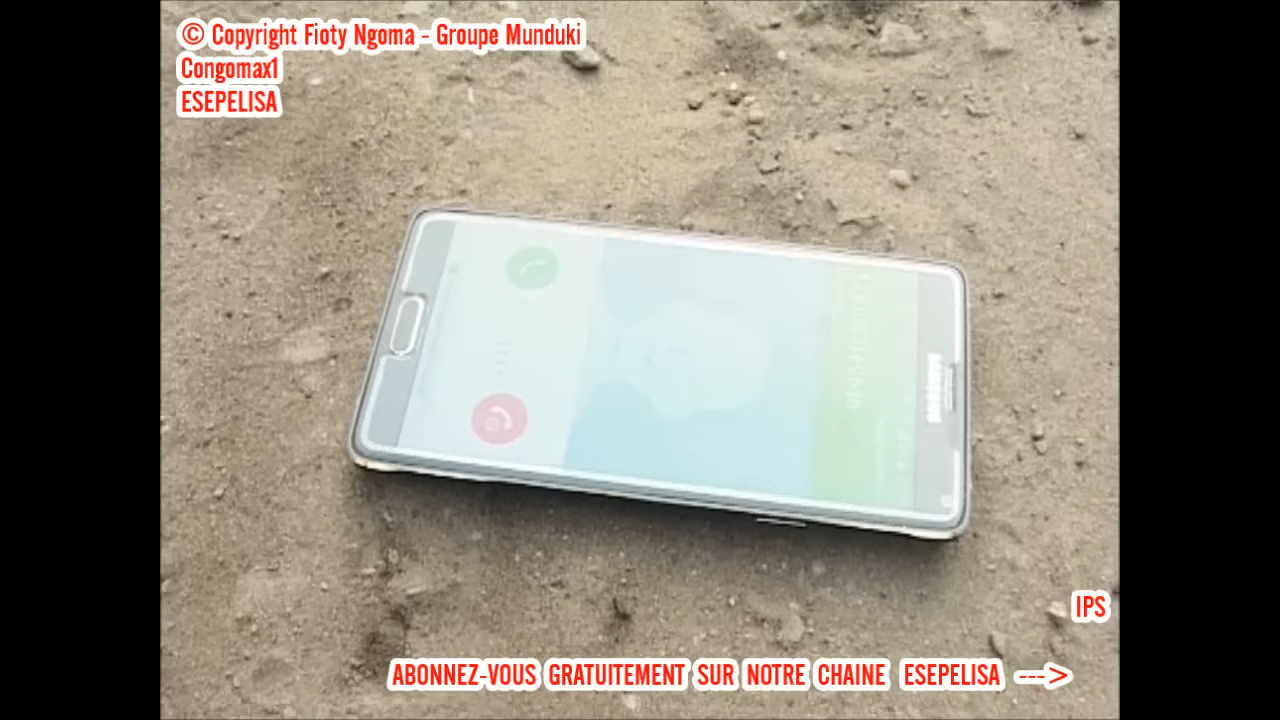 © Copyright Fioty Ngoma - Groupe Munduki
Congomax1
ESEPELISA
IPS
ABONNEZ-VOUS GRATUITEMENT SUR NOTRE CHAINE ESEPELISA --->